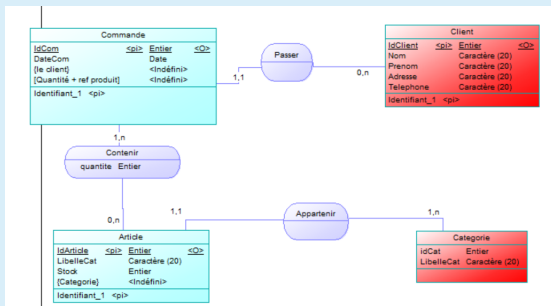 Commande
IdCom <pi> Entier <O>
DateCom Date
{le client} <Indéfini>
[Quantité + ref produit] <Indéfini>
Identifiant_1 <pi>
Passer
1,1
0,n
Client
IdClient <pi> Entier <O>
Nom Caractère (20)
Prenom Caractère (20)
Adresse Caractère (20)
Telephone Caractère (20)
Identifiant_1 <pi>
1,n
Contenir
quantite Entier
0,n
1,1
Appartenir
1,n
Article
IdArticle <pi> Entier <O>
LibelleCat Caractère (20)
Stock Entier
{Categorie} <Indéfini>
Identifiant_1 <pi>
Categorie
idCat Entier
LibelleCat Caractère (20)